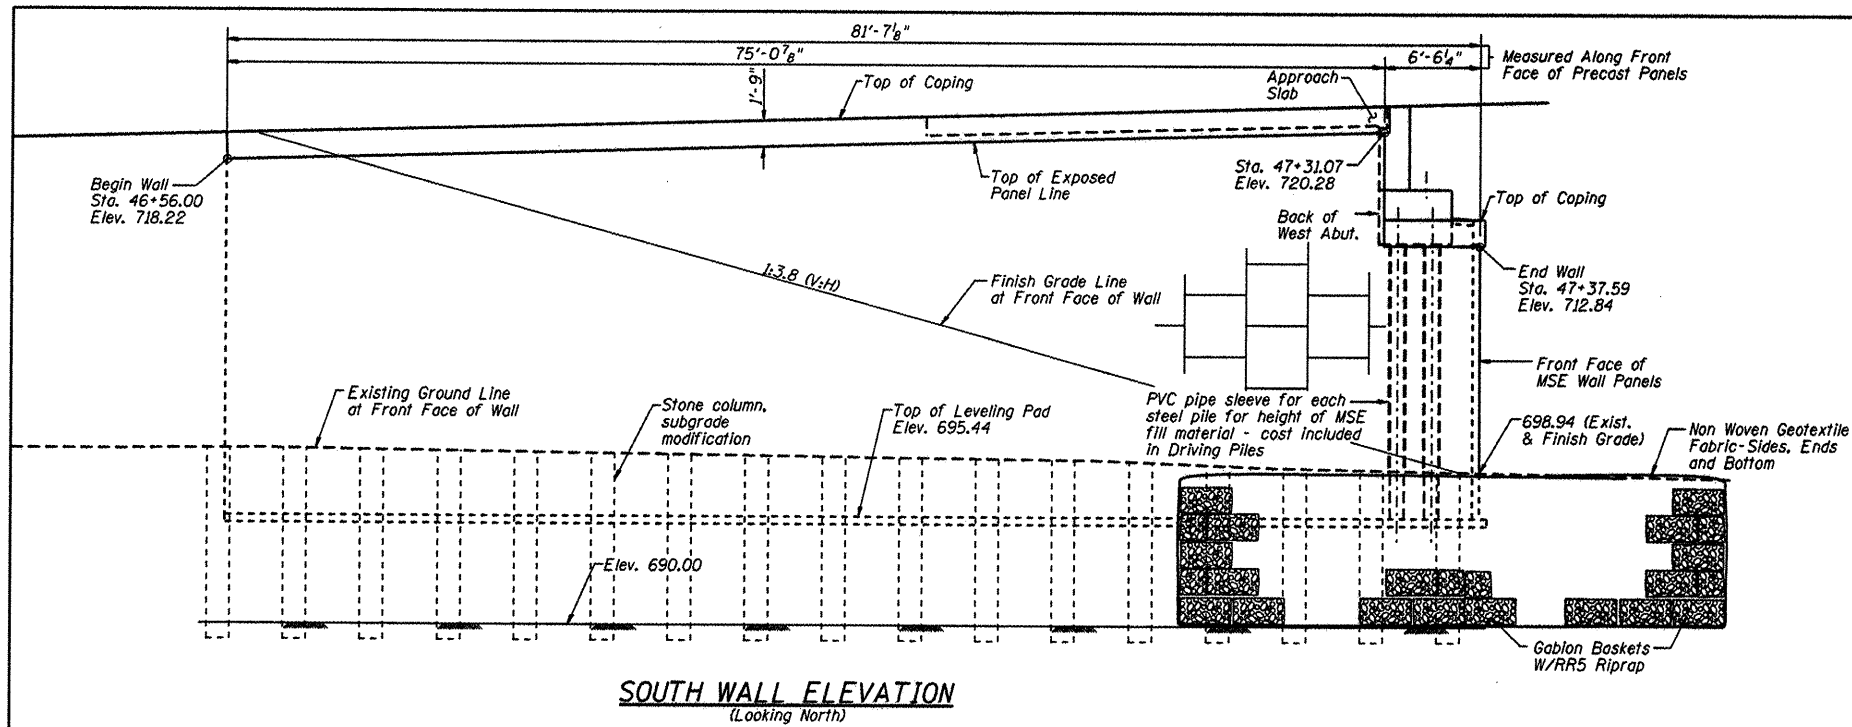 81'-7⅛"
75'-0⅞"
6'-6¼"
Measured Along Front
Face of Precast Panels
1'-9"
Top of Coping
Approach
Slab
Begin Wall
Sta. 46+56.00
Elev. 718.22
Top of Exposed
Panel Line
Sta. 47+31.07
Elev. 720.28
Back of
West Abut.
Top of Coping
1:3.8 (V:H)
Finish Grade Line
at Front Face of Wall
End Wall
Sta. 47+37.59
Elev. 712.84
Front Face of
MSE Wall Panels
Existing Ground Line
at Front Face of Wall
Stone column,
subgrade
modification
Top of Leveling Pad
Elev. 695.44
PVC pipe sleeve for each
steel pile for height of MSE
fill material - cost included
in Driving Piles
698.94 (Exist.
& Finish Grade)
Non Woven Geotextile
Fabric-Sides, Ends
and Bottom
Elev. 690.00
Gabion Baskets
W/RR5 Riprap
SOUTH WALL ELEVATION
(Looking North)